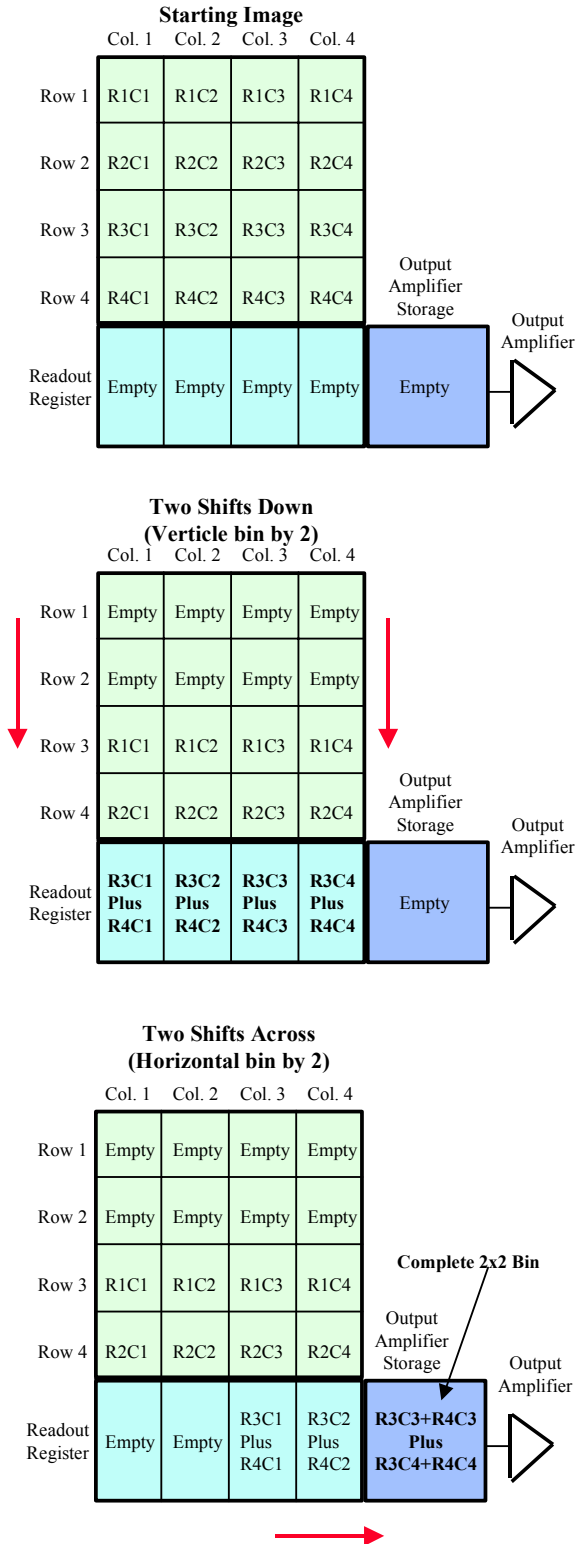 Starting Image
Col. 1 Col. 2 Col. 3 Col. 4
Row 1 R1C1 R1C2 R1C3 R1C4
Row 2 R2C1 R2C2 R2C3 R2C4
Row 3 R3C1 R3C2 R3C3 R3C4
Row 4 R4C1 R4C2 R4C3 R4C4
Output
Amplifier
Storage
Output
Amplifier
Readout
Register
Empty Empty Empty Empty Empty
Two Shifts Down
(Verticle bin by 2)
Col. 1 Col. 2 Col. 3 Col. 4
Row 1 Empty Empty Empty Empty
Row 2 Empty Empty Empty Empty
Row 3 R1C1 R1C2 R1C3 R1C4
Row 4 R2C1 R2C2 R2C3 R2C4
Output
Amplifier
Storage
Output
Amplifier
Readout
Register
R3C1 R3C2 R3C3 R3C4
Plus Plus Plus Plus
R4C1 R4C2 R4C3 R4C4
Empty
Two Shifts Across
(Horizontal bin by 2)
Col. 1 Col. 2 Col. 3 Col. 4
Row 1 Empty Empty Empty Empty
Row 2 Empty Empty Empty Empty
Row 3 R1C1 R1C2 R1C3 R1C4
Row 4 R2C1 R2C2 R2C3 R2C4
Complete 2x2 Bin
Output
Amplifier
Storage
Output
Amplifier
Readout
Register
Empty Empty
R3C1 R3C2
Plus Plus
R4C1 R4C2
R3C3+R4C3
Plus
R3C4+R4C4